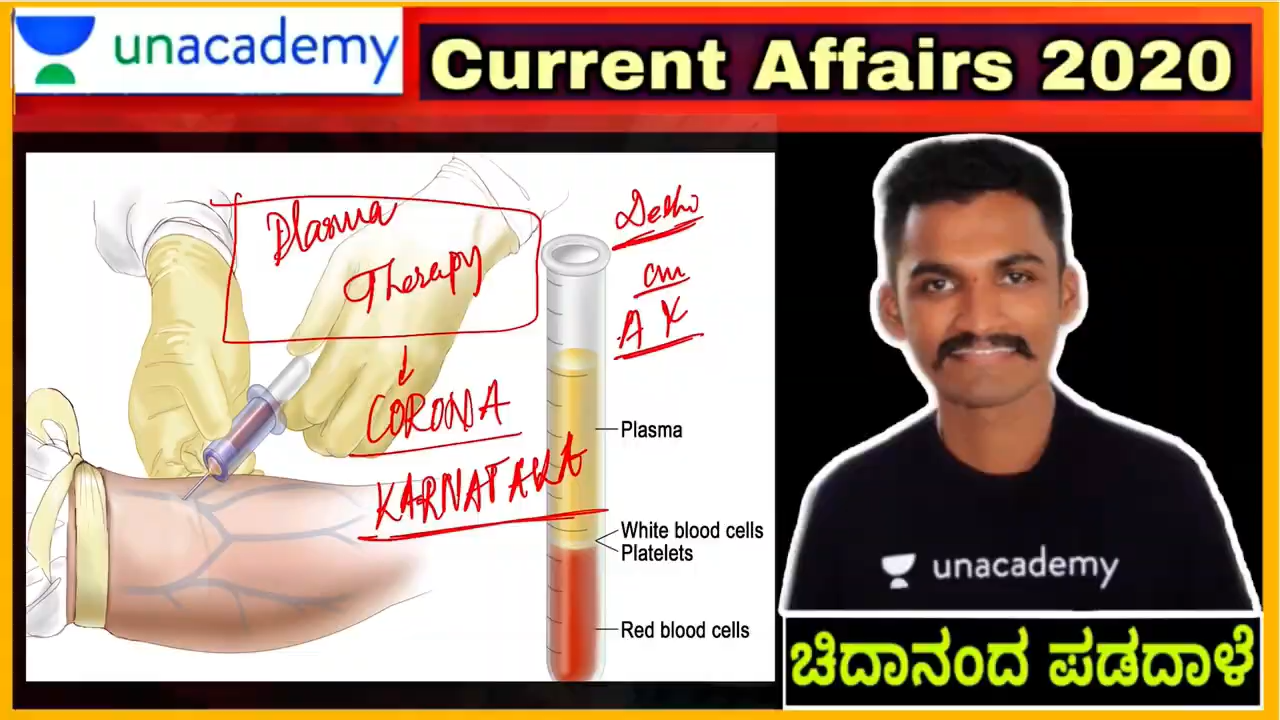 unacademy
Current Affairs 2020
Plasma
Therapy
CORONA
KARNATAKA
Delhi
cm
A K
Plasma
White blood cells
Platelets
Red blood cells
unacademy
ಚಿದಾನಂದ ಪಡದಾಳೆ